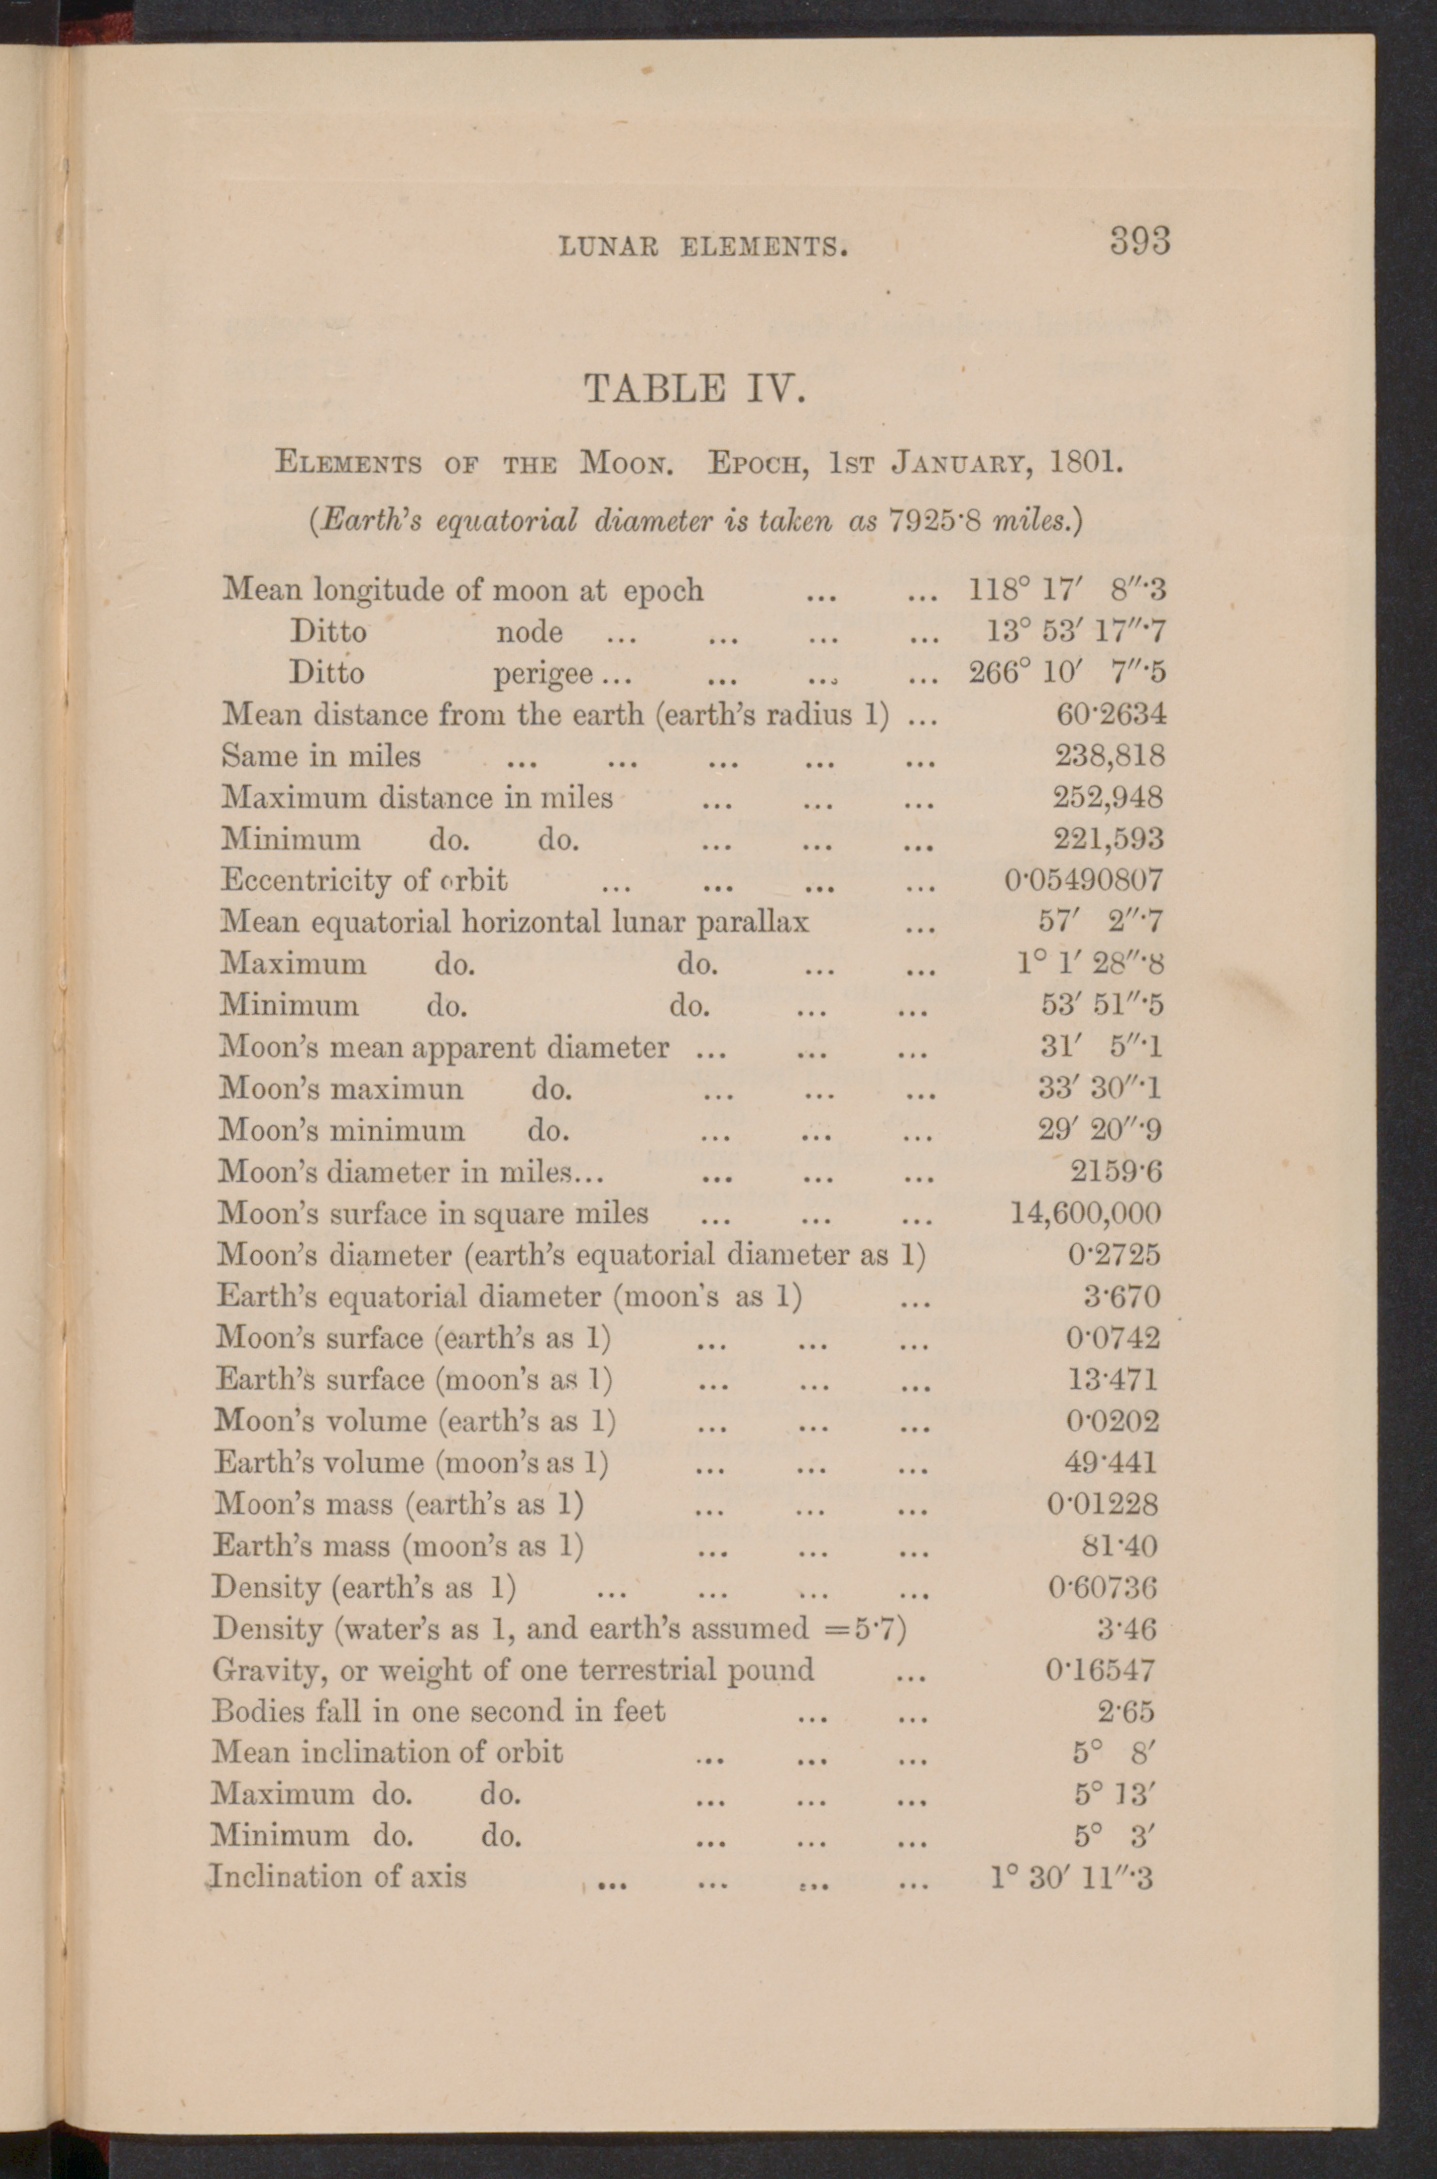 LUNAR ELEMENTS. 393
TABLE IV.
ELEMENTS OF THE MOON. EPOCH, 1ST JANUARY, 1801.
(Earth's equatorial diameter is taken as 7925·8 miles.)
Mean longitude of moon at epoch ... ... 118° 17′ 8″·3
Ditto node ... ... ... ... 13° 53′ 17″·7
Ditto perigee ... ... ... ... 266° 10′ 7″·5
Mean distance from the earth (earth's radius 1) ... 60·2634
Same in miles ... ... ... ... ... 238,818
Maximum distance in miles ... ... ... 252,948
Minimum do. do. ... ... ... 221,593
Eccentricity of orbit ... ... ... ... 0·05490807
Mean equatorial horizontal lunar parallax ... 57′ 2″·7
Maximum do. do. ... ... 1° 1′ 28″·8
Minimum do. do. ... ... 53′ 51″·5
Moon's mean apparent diameter ... ... ... 31′ 5″·1
Moon's maximun do. ... ... ... 33′ 30″·1
Moon's minimum do. ... ... ... 29′ 20″·9
Moon's diameter in miles... ... ... ... 2159·6
Moon's surface in square miles ... ... ... 14,600,000
Moon's diameter (earth's equatorial diameter as 1) 0·2725
Earth's equatorial diameter (moon's as 1) ... 3·670
Moon's surface (earth's as 1) ... ... ... 0·0742
Earth's surface (moon's as 1) ... ... ... 13·471
Moon's volume (earth's as 1) ... ... ... 0·0202
Earth's volume (moon's as 1) ... ... ... 49·441
Moon's mass (earth's as 1) ... ... ... 0·01228
Earth's mass (moon's as 1) ... ... ... 81·40
Density (earth's as 1) ... ... ... ... 0·60736
Density (water's as 1, and earth's assumed =5·7) 3·46
Gravity, or weight of one terrestrial pound ... 0·16547
Bodies fall in one second in feet ... ... 2·65
Mean inclination of orbit ... ... ... 5° 8′
Maximum do. do. ... ... ... 5° 13′
Minimum do. do. ... ... ... 5° 3′
Inclination of axis ... ... ... ... 1° 30′ 11″·3